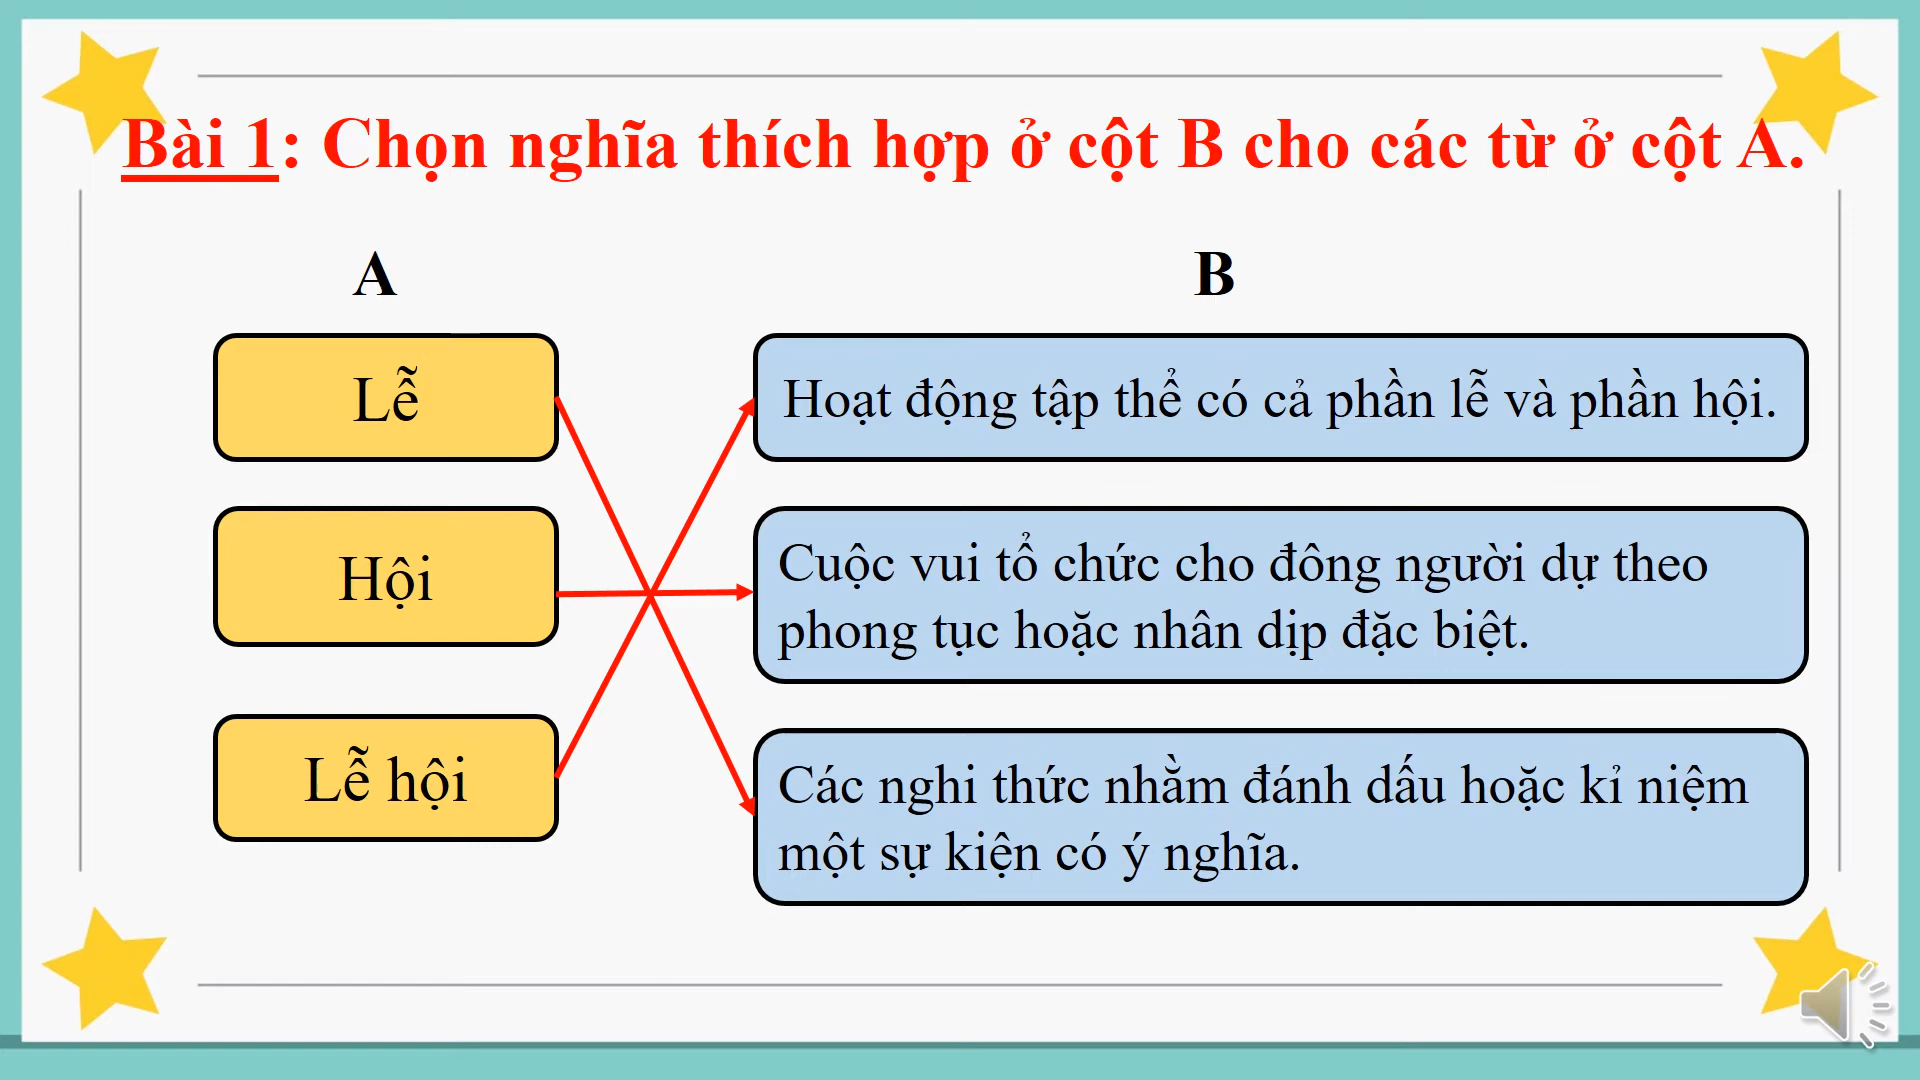 Bài 1: Chọn nghĩa thích hợp ở cột B cho các từ ở cột A.
A
B
Lễ
Hoạt động tập thể có cả phần lễ và phần hội.
Hội
Cuộc vui tổ chức cho đông người dự theo
phong tục hoặc nhân dịp đặc biệt.
Lễ hội
Các nghi thức nhằm đánh dấu hoặc kỉ niệm
một sự kiện có ý nghĩa.